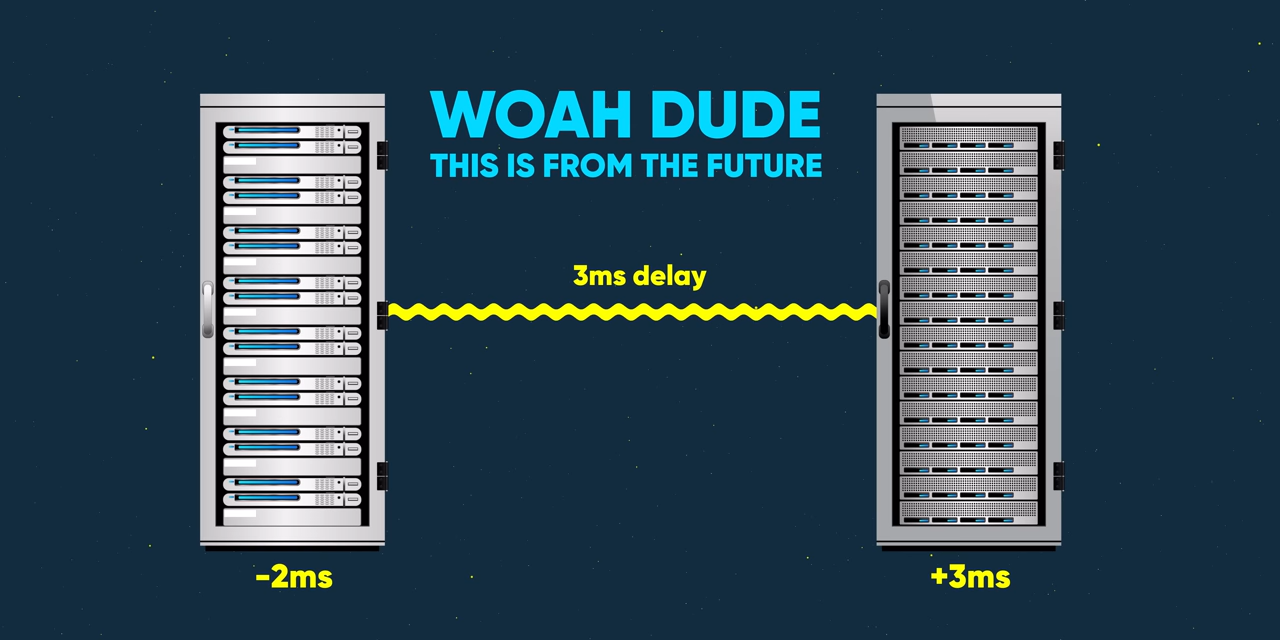 WOAH DUDE
THIS IS FROM THE FUTURE
3ms delay
-2ms
+3ms